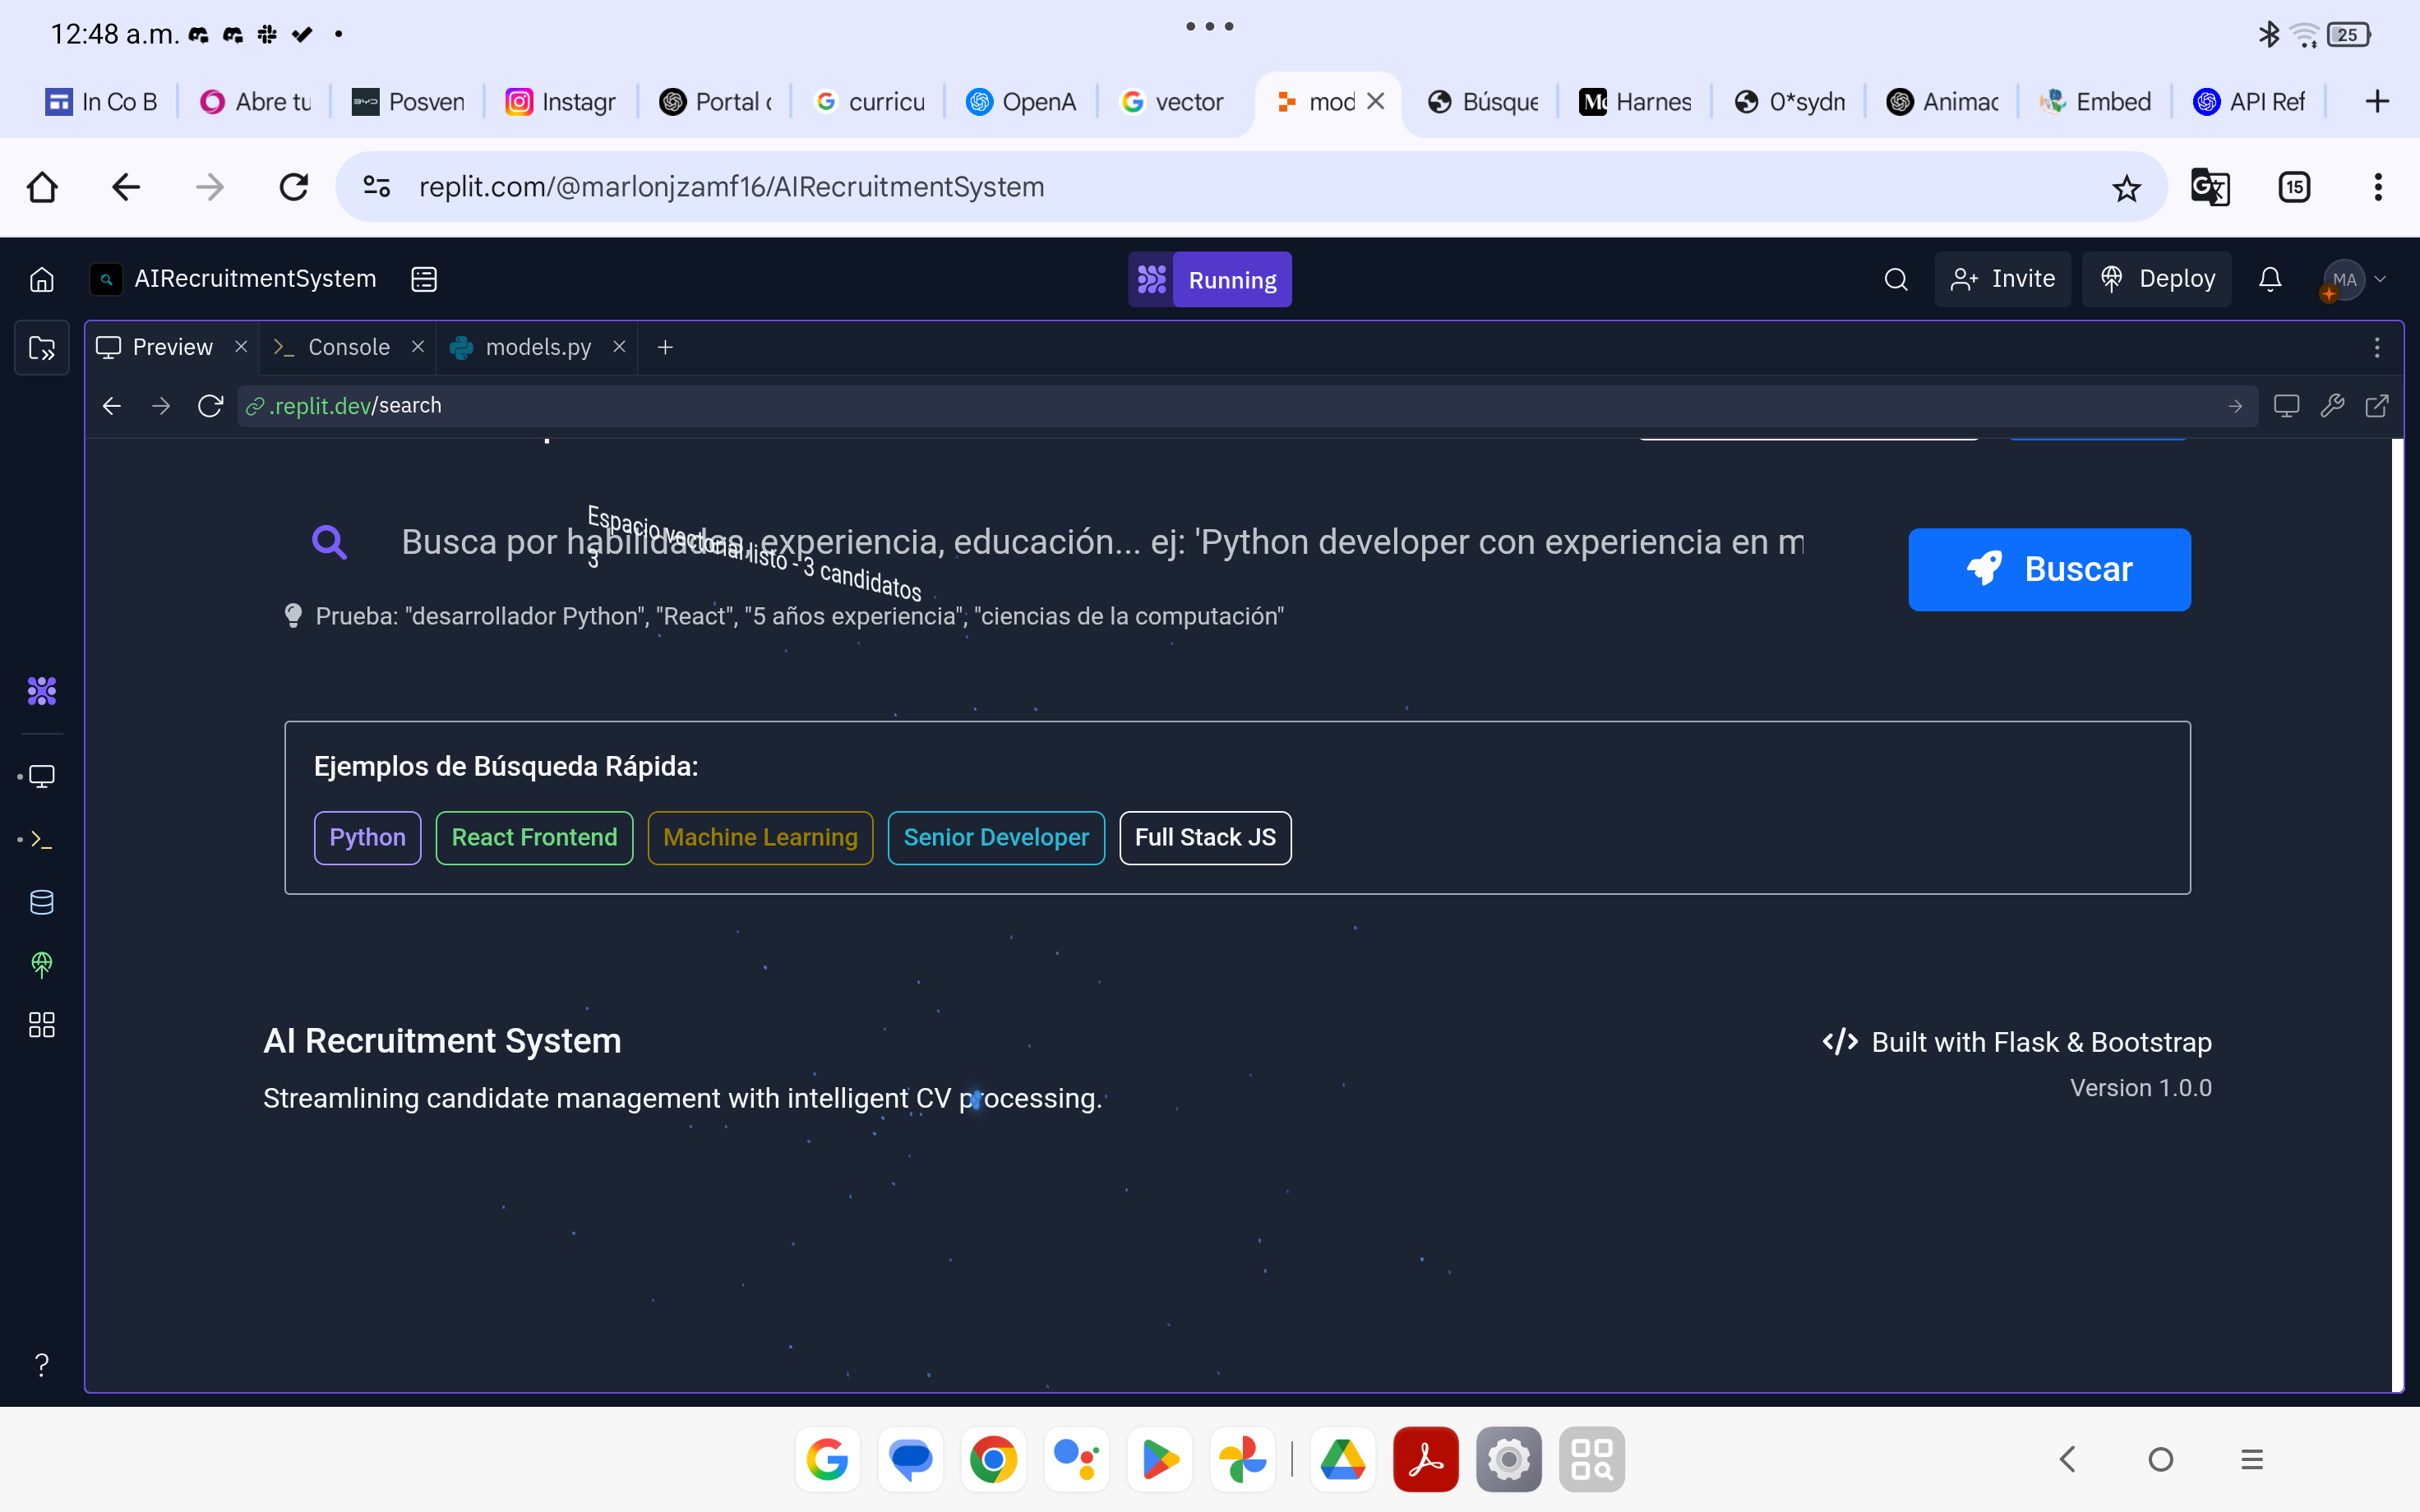 12:48 a.m.
25
In Co B
Abre tu
Posven
Instagr
Portal c
curricu
OpenA
vector
mod
Búsque
Harnes
0*sydn
Animac
Embed
API Ref
replit.com/@marlonjzamf16/AIRecruitmentSystem
15
AIRecruitmentSystem
Running
Invite
Deploy
MA
Preview
Console
models.py
.replit.dev/search
Busca por habilidades, experiencia, educación... ej: 'Python developer con experiencia en m
Espacio vectorial listo - 3 candidatos
3
Buscar
Prueba: "desarrollador Python", "React", "5 años experiencia", "ciencias de la computación"
Ejemplos de Búsqueda Rápida:
Python
React Frontend
Machine Learning
Senior Developer
Full Stack JS
AI Recruitment System
Built with Flask & Bootstrap
Streamlining candidate management with intelligent CV processing.
Version 1.0.0